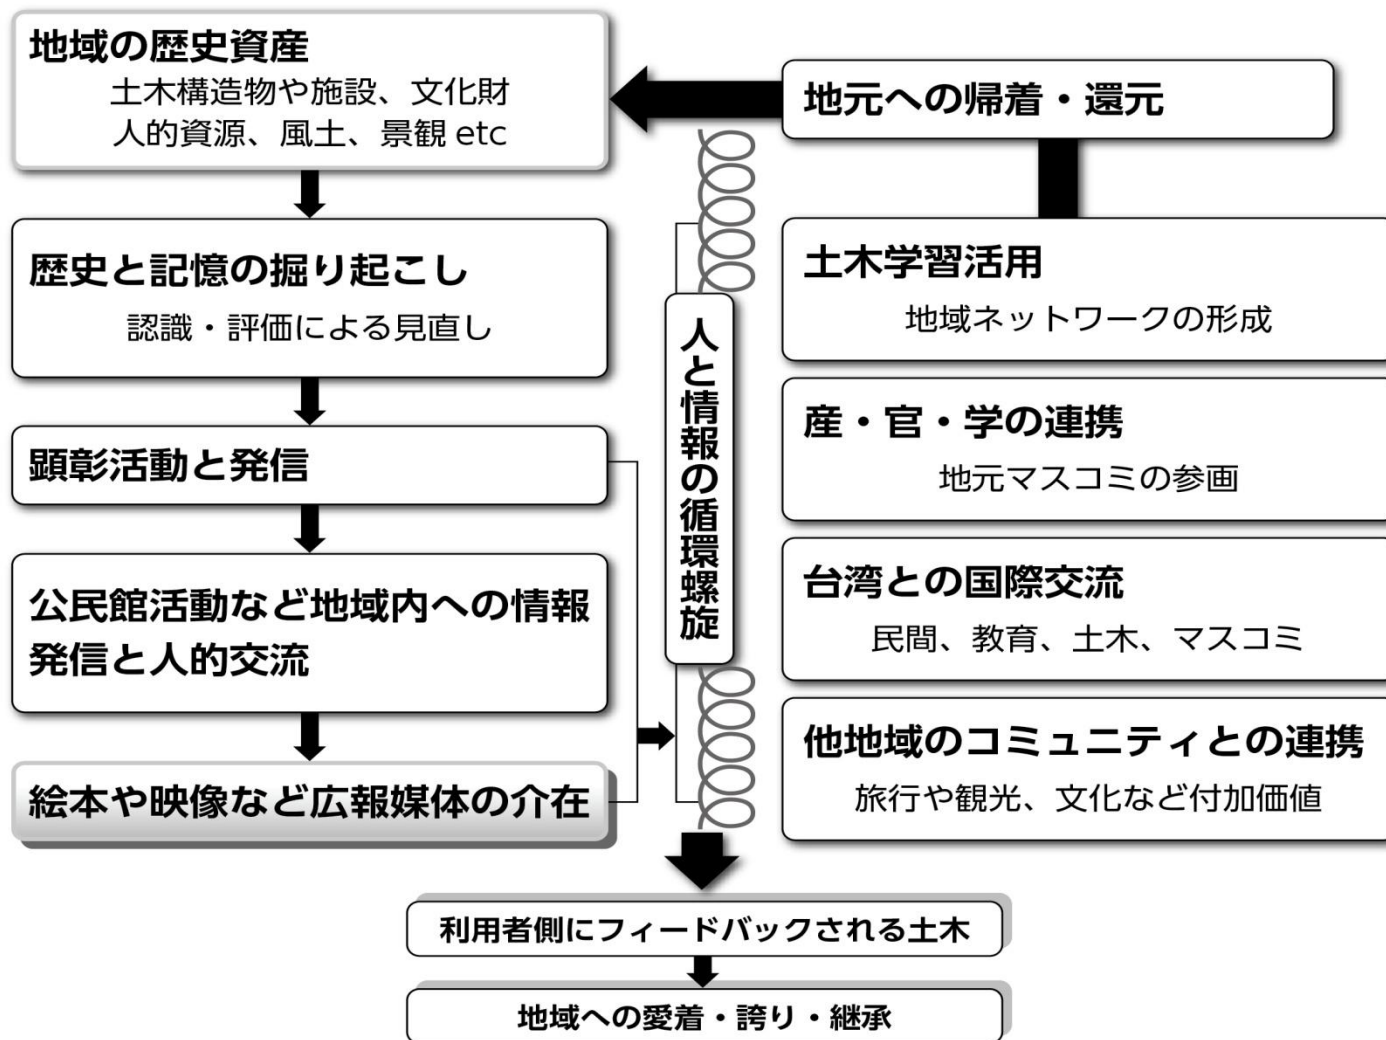 地域の歴史資産
土木構造物や施設、文化財
人的資源、風土、景観 etc
歴史と記憶の掘り起こし
認識・評価による見直し
顕彰活動と発信
公民館活動など地域内への情報
発信と人的交流
絵本や映像など広報媒体の介在
人と情報の循環螺旋
地元への帰着・還元
土木学習活用
地域ネットワークの形成
産・官・学の連携
地元マスコミの参画
台湾との国際交流
民間、教育、土木、マスコミ
他地域のコミュニティとの連携
旅行や観光、文化など付加価値
利用者側にフィードバックされる土木
地域への愛着・誇り・継承